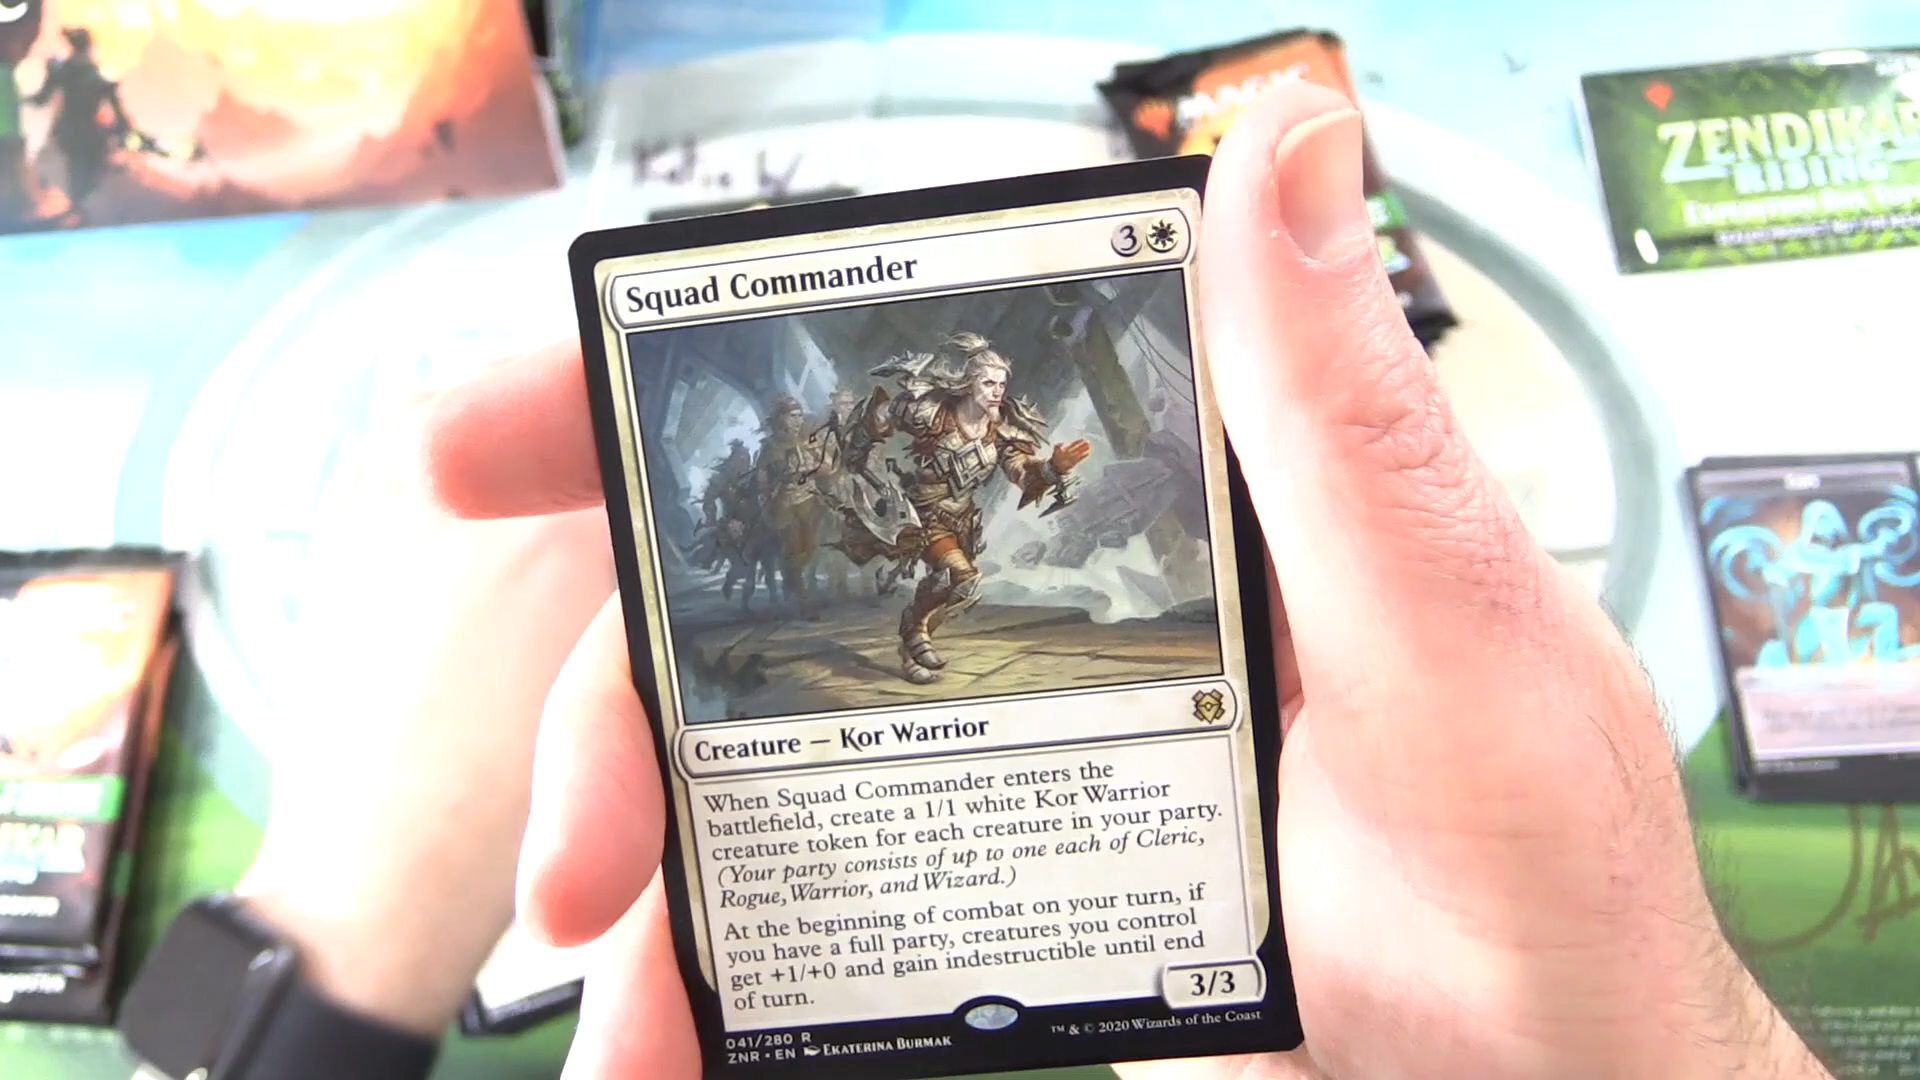 MAGIC
ZENDIKAR
RISING
Squad Commander
3
Creature — Kor Warrior
When Squad Commander enters the
battlefield, create a 1/1 white Kor Warrior
creature token for each creature in your party.
(Your party consists of up to one each of Cleric,
Rogue, Warrior, and Wizard.)
At the beginning of combat on your turn, if
you have a full party, creatures you control
get +1/+0 and gain indestructible until end
of turn.
3/3
041/280 R
ZNR • EN EKATERINA BURMAK
™ & © 2020 Wizards of the Coast